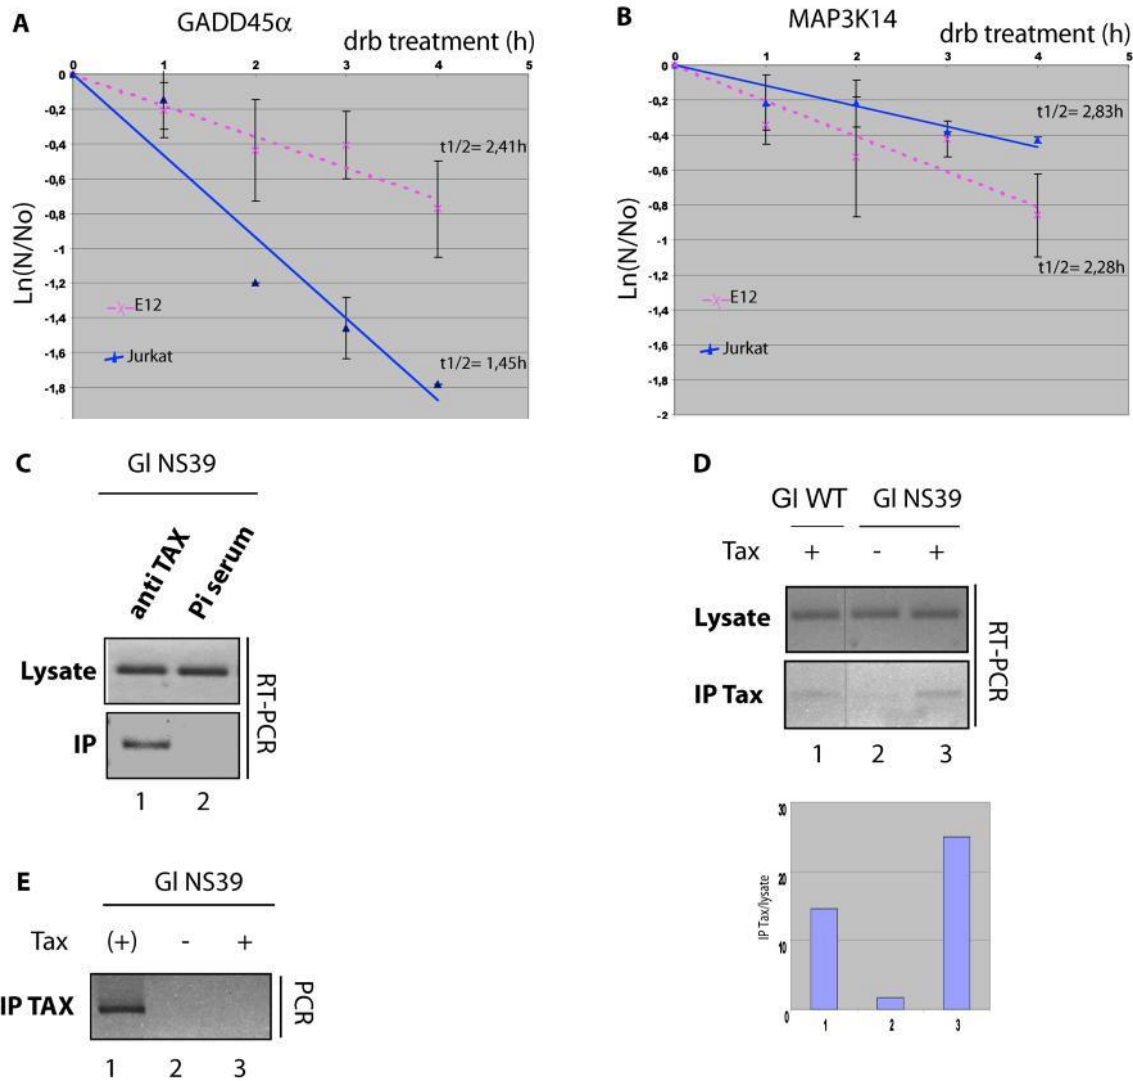 A
GADD45α
drb treatment (h)
0 1 2 3 4 5
0
-0,2
-0,4
-0,6
-0,8
-1
-1,2
-1,4
-1,6
-1,8
Ln(N/No)
t1/2= 2,41h
E12
Jurkat
t1/2= 1,45h
B
MAP3K14
drb treatment (h)
0 1 2 3 4 5
0
-0,2
-0,4
-0,6
-0,8
-1
-1,2
-1,4
-1,6
-1,8
-2
Ln(N/No)
t1/2= 2,83h
t1/2= 2,28h
E12
Jurkat
C
Gl NS39
anti TAX
Pi serum
Lysate
IP
RT-PCR
1 2
D
Gl WT Gl NS39
Tax + - +
Lysate
IP Tax
RT-PCR
1 2 3
30
20
10
0
IP Tax/lysate
1 2 3
E
Gl NS39
Tax (+) - +
IP TAX
PCR
1 2 3